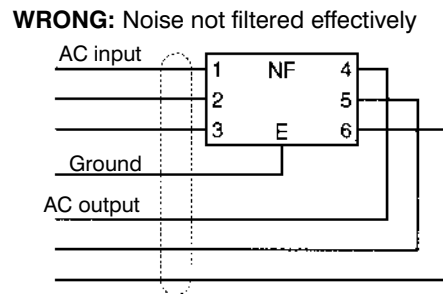 WRONG: Noise not filtered effectively
AC input
1 NF 4
2 5
3 E 6
Ground
AC output